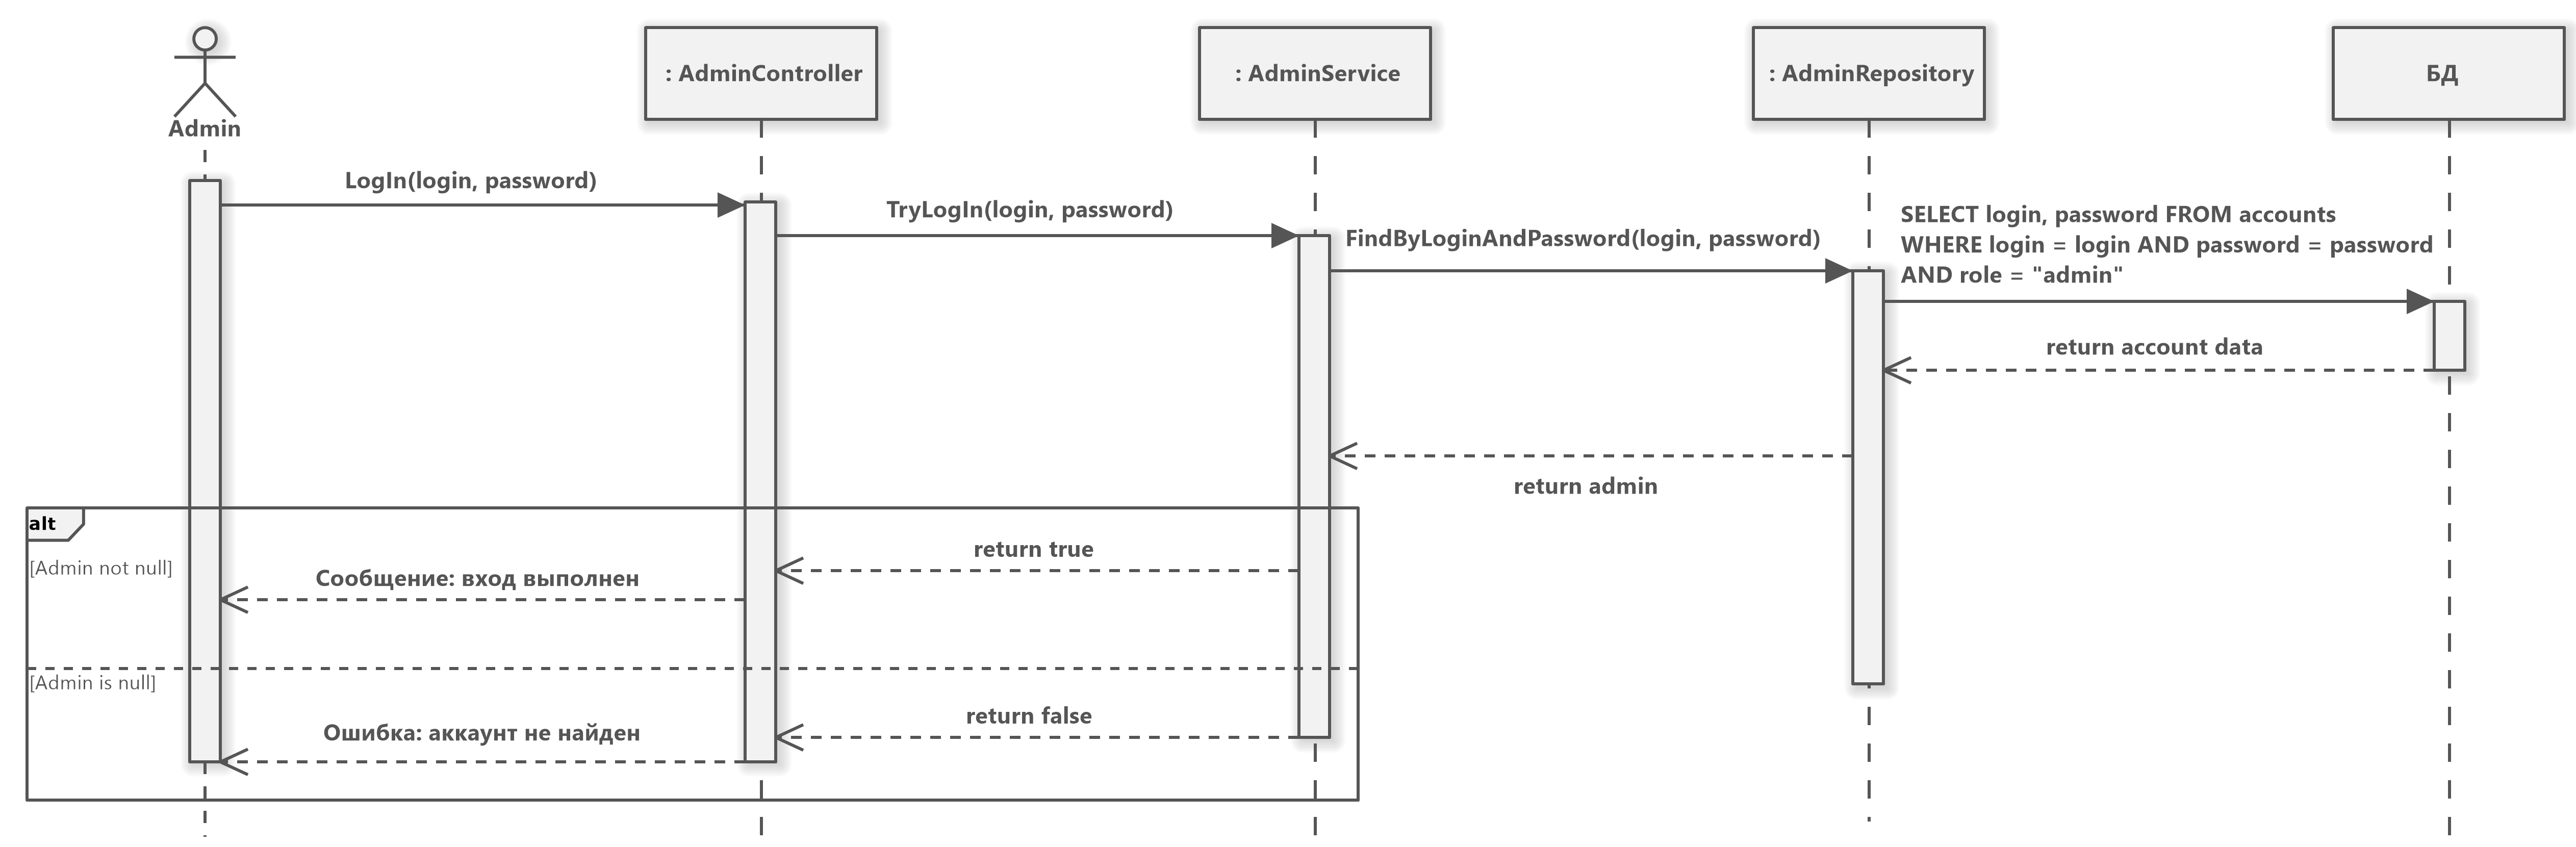 Admin
: AdminController
: AdminService
: AdminRepository
БД
LogIn(login, password)
TryLogIn(login, password)
FindByLoginAndPassword(login, password)
SELECT login, password FROM accounts
WHERE login = login AND password = password
AND role = "admin"
return account data
return admin
alt
[Admin not null]
return true
Сообщение: вход выполнен
[Admin is null]
return false
Ошибка: аккаунт не найден